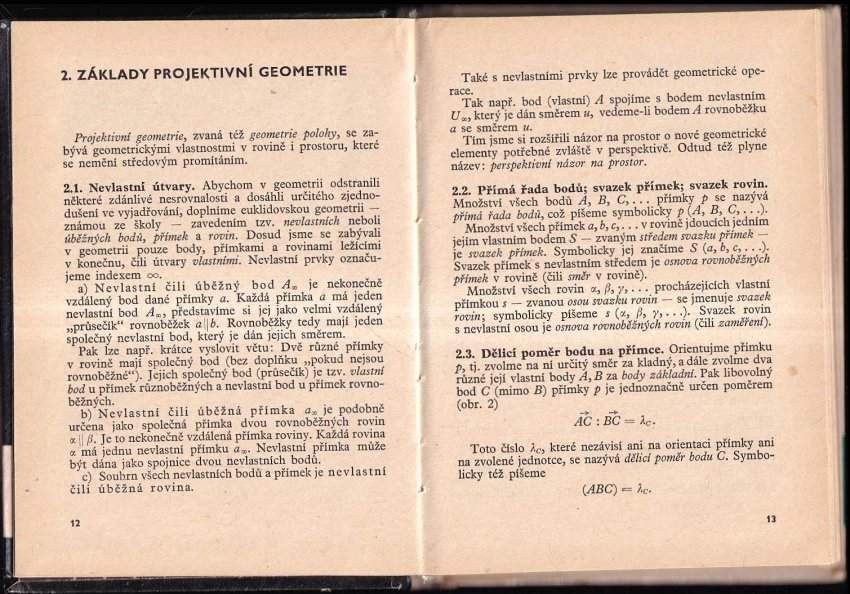 2. ZÁKLADY PROJEKTIVNÍ GEOMETRIE
Projektivní geometrie, zvaná též geometrie polohy, se za-
bývá geometrickými vlastnostmi v rovině i prostoru, které
se nemění středovým promítáním.
2.1. Nevlastní útvary. Abychom v geometrii odstranili
některé zdánlivé nesrovnalosti a dosáhli určitého zjedno-
dušení ve vyjadřování, doplníme euklidovskou geometrii —
známou ze školy — zavedením tzv. nevlastních neboli
úběžných bodů, přímek a rovin. Dosud jsme se zabývali
v geometrii pouze body, přímkami a rovinami ležícími
v konečnu, čili útvary vlastními. Nevlastní prvky označu-
jeme indexem ∞.
a) Nevlastní čili úběžný bod A∞ je nekonečně
vzdálený bod dané přímky a. Každá přímka a má jeden
nevlastní bod A∞, představíme si jej jako velmi vzdálený
„průsečík“ rovnoběžek a||b. Rovnoběžky tedy mají jeden
společný nevlastní bod, který je dán jejich směrem.
Pak lze např. krátce vyslovit větu: Dvě různé přímky
v rovině mají společný bod (bez doplňku „pokud nejsou
rovnoběžné“). Jejich společný bod (průsečík) je tzv. vlastní
bod u přímek různoběžných a nevlastní bod u přímek rovno-
běžných.
b) Nevlastní čili úběžná přímka a∞ je podobně
určena jako společná přímka dvou rovnoběžných rovin
α || β. Je to nekonečně vzdálená přímka roviny. Každá rovina
α má jednu nevlastní přímku a∞. Nevlastní přímka může
být dána jako spojnice dvou nevlastních bodů.
c) Souhrn všech nevlastních bodů a přímek je nevlastní
čili úběžná rovina.
12
Také s nevlastními prvky lze provádět geometrické ope-
race.
Tak např. bod (vlastní) A spojíme s bodem nevlastním
U∞, který je dán směrem u, vedeme-li bodem A rovnoběžku
a se směrem u.
Tím jsme si rozšířili názor na prostor o nové geometrické
elementy potřebné zvláště v perspektivě. Odtud též plyne
název: perspektivní názor na prostor.
2.2. Přímá řada bodů; svazek přímek; svazek rovin.
Množství všech bodů A, B, C,... přímky p se nazývá
přímá řada bodů, což píšeme symbolicky p (A, B, C,...).
Množství všech přímek a, b, c,... v rovině jdoucích jedním
jejím vlastním bodem S — zvaným středem svazku přímek —
je svazek přímek. Symbolicky jej značíme S (a, b, c,...).
Svazek přímek s nevlastním středem je osnova rovnoběžných
přímek v rovině (čili směr v rovině).
Množství všech rovin α, β, γ,... procházejících vlastní
přímkou s — zvanou osou svazku rovin — se jmenuje svazek
rovin; symbolicky píšeme s (α, β, γ,...). Svazek rovin
s nevlastní osou je osnova rovnoběžných rovin (čili zaměření).
2.3. Dělicí poměr bodu na přímce. Orientujme přímku
p, tj. zvolme na ní určitý směr za kladný, a dále zvolme dva
různé její vlastní body A, B za body základní. Pak libovolný
bod C (mimo B) přímky p je jednoznačně určen poměrem
(obr. 2)
A⃗C : B⃗C = λC.
Toto číslo λC, které nezávisí ani na orientaci přímky ani
na zvolené jednotce, se nazývá dělicí poměr bodu C. Symbo-
licky též píšeme
(ABC) = λC.
13